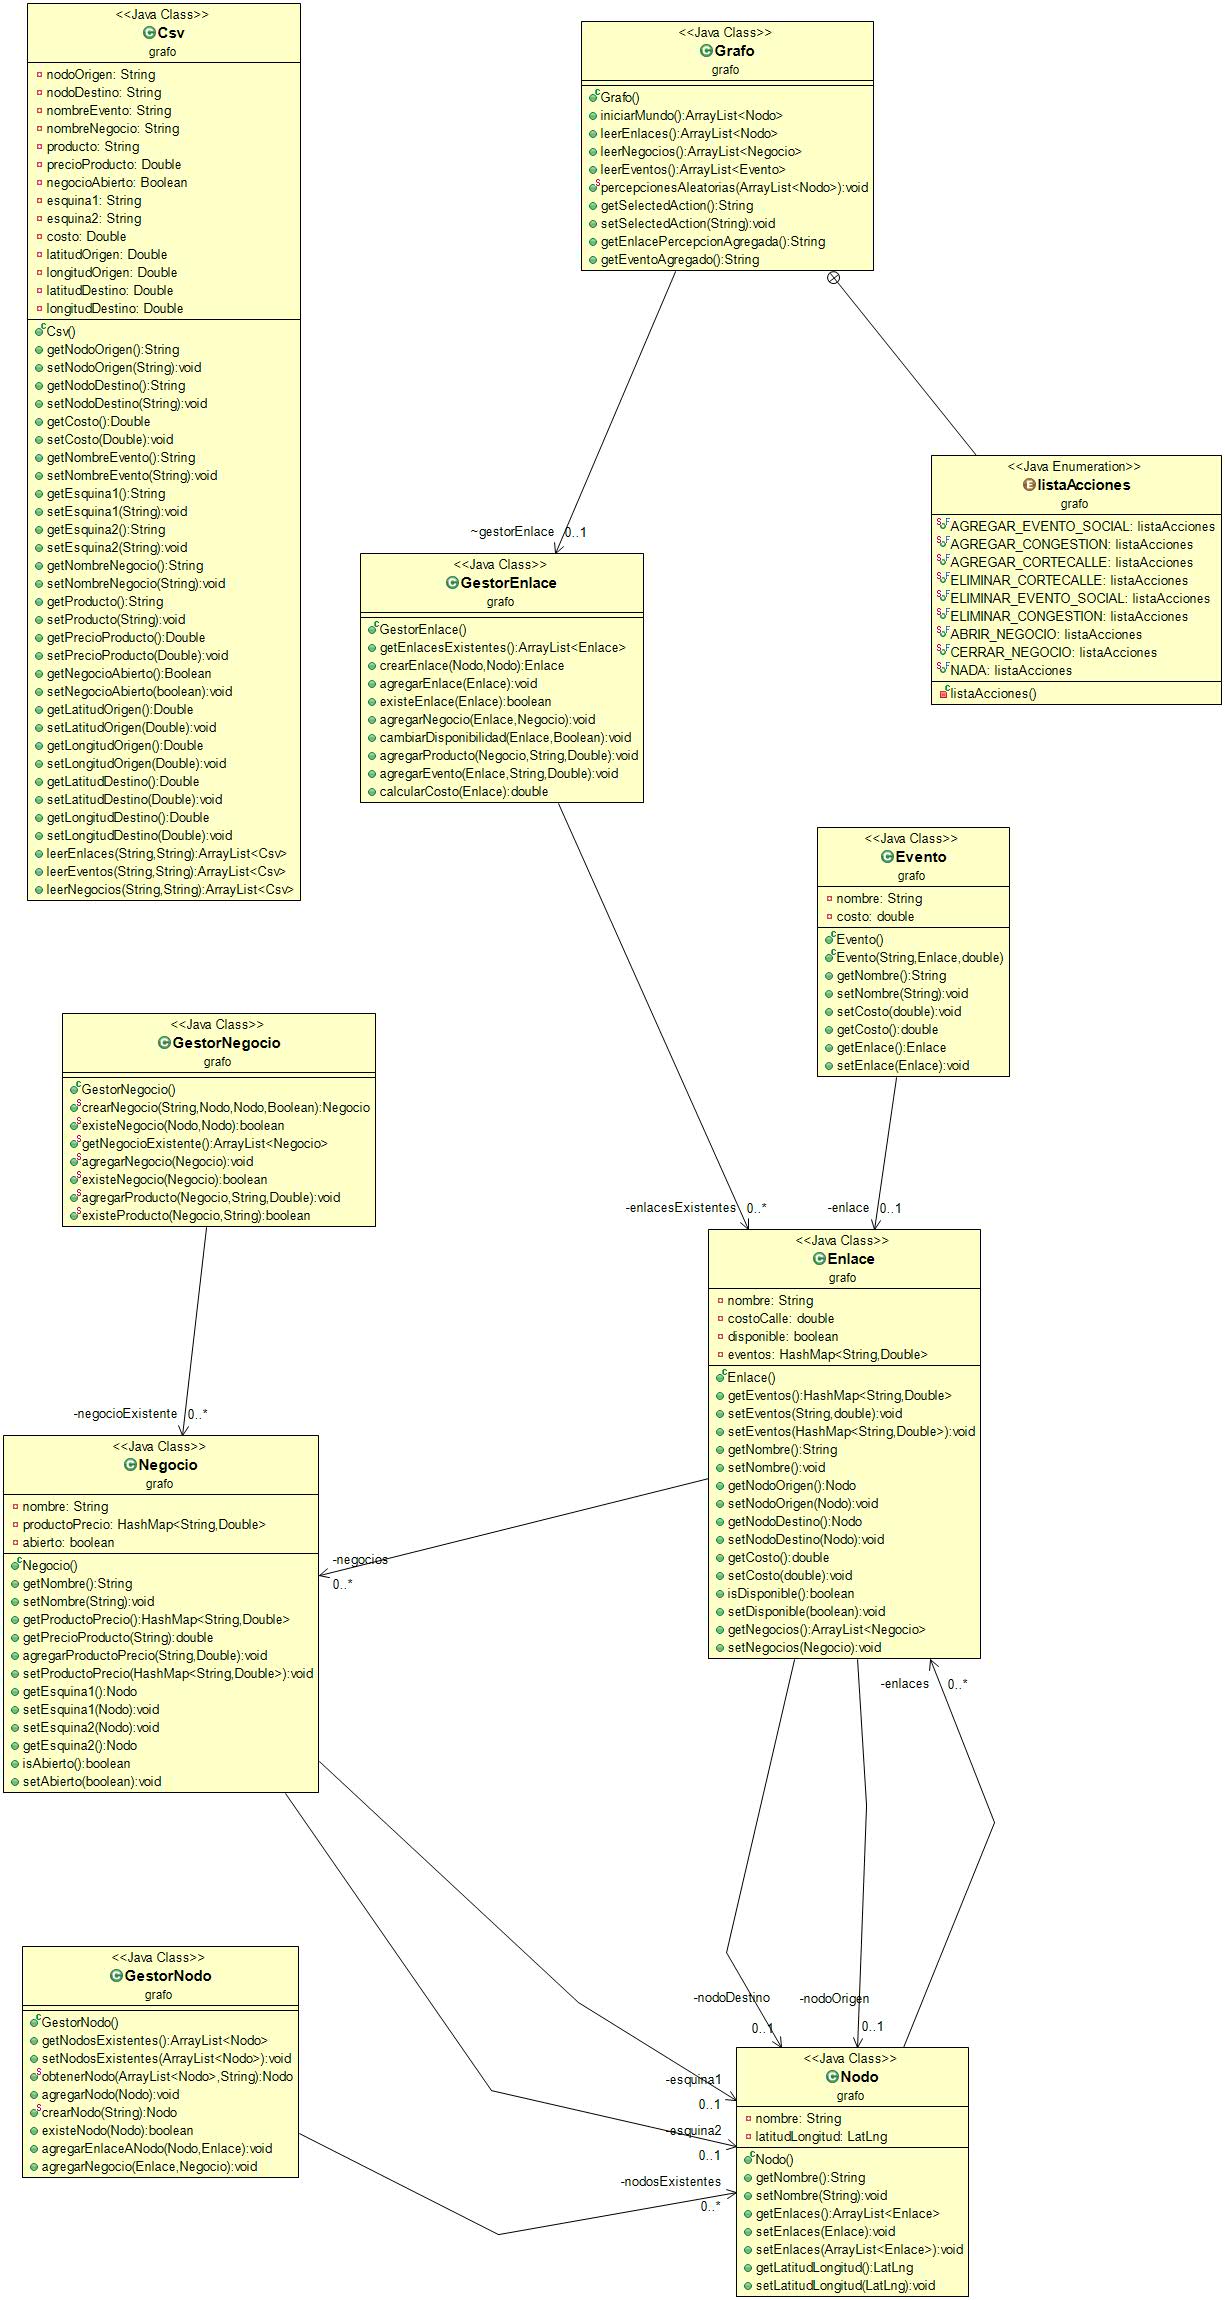 <<Java Class>>
Csv
grafo
nodoOrigen: String
nodoDestino: String
nombreEvento: String
nombreNegocio: String
producto: String
precioProducto: Double
negocioAbierto: Boolean
esquina1: String
esquina2: String
costo: Double
latitudOrigen: Double
longitudOrigen: Double
latitudDestino: Double
longitudDestino: Double
Csv()
getNodoOrigen():String
setNodoOrigen(String):void
getNodoDestino():String
setNodoDestino(String):void
getCosto():Double
setCosto(Double):void
getNombreEvento():String
setNombreEvento(String):void
getEsquina1():String
setEsquina1(String):void
getEsquina2():String
setEsquina2(String):void
getNombreNegocio():String
setNombreNegocio(String):void
getProducto():String
setProducto(String):void
getPrecioProducto():Double
setPrecioProducto(Double):void
getNegocioAbierto():Boolean
setNegocioAbierto(boolean):void
getLatitudOrigen():Double
setLatitudOrigen(Double):void
getLongitudOrigen():Double
setLongitudOrigen(Double):void
getLatitudDestino():Double
setLatitudDestino(Double):void
getLongitudDestino():Double
setLongitudDestino(Double):void
leerEnlaces(String,String):ArrayList<Csv>
leerEventos(String,String):ArrayList<Csv>
leerNegocios(String,String):ArrayList<Csv>
<<Java Class>>
Grafo
grafo
Grafo()
iniciarMundo():ArrayList<Nodo>
leerEnlaces():ArrayList<Nodo>
leerNegocios():ArrayList<Negocio>
leerEventos():ArrayList<Evento>
percepcionesAleatorias(ArrayList<Nodo>):void
getSelectedAction():String
setSelectedAction(String):void
getEnlacePercepcionAgregada():String
getEventoAgregado():String
<<Java Enumeration>>
listaAcciones
grafo
AGREGAR_EVENTO_SOCIAL: listaAcciones
AGREGAR_CONGESTION: listaAcciones
AGREGAR_CORTECALLE: listaAcciones
ELIMINAR_CORTECALLE: listaAcciones
ELIMINAR_EVENTO_SOCIAL: listaAcciones
ELIMINAR_CONGESTION: listaAcciones
ABRIR_NEGOCIO: listaAcciones
CERRAR_NEGOCIO: listaAcciones
NADA: listaAcciones
listaAcciones()
~gestorEnlace 0..1
<<Java Class>>
GestorEnlace
grafo
GestorEnlace()
getEnlacesExistentes():ArrayList<Enlace>
crearEnlace(Nodo,Nodo):Enlace
agregarEnlace(Enlace):void
existeEnlace(Enlace):boolean
agregarNegocio(Enlace,Negocio):void
cambiarDisponibilidad(Enlace,Boolean):void
agregarProducto(Negocio,String,Double):void
agregarEvento(Enlace,String,Double):void
calcularCosto(Enlace):double
<<Java Class>>
Evento
grafo
nombre: String
costo: double
Evento()
Evento(String,Enlace,double)
getNombre():String
setNombre(String):void
setCosto(double):void
getCosto():double
getEnlace():Enlace
setEnlace(Enlace):void
<<Java Class>>
GestorNegocio
grafo
GestorNegocio()
crearNegocio(String,Nodo,Nodo,Boolean):Negocio
existeNegocio(Nodo,Nodo):boolean
getNegocioExistente():ArrayList<Negocio>
agregarNegocio(Negocio):void
existeNegocio(Negocio):boolean
agregarProducto(Negocio,String,Double):void
existeProducto(Negocio,String):boolean
-enlacesExistentes 0..*
-enlace 0..1
<<Java Class>>
Enlace
grafo
nombre: String
costoCalle: double
disponible: boolean
eventos: HashMap<String,Double>
Enlace()
getEventos():HashMap<String,Double>
setEventos(String,double):void
setEventos(HashMap<String,Double>):void
getNombre():String
setNombre():void
getNodoOrigen():Nodo
setNodoOrigen(Nodo):void
getNodoDestino():Nodo
setNodoDestino(Nodo):void
getCosto():double
setCosto(double):void
isDisponible():boolean
setDisponible(boolean):void
getNegocios():ArrayList<Negocio>
setNegocios(Negocio):void
-negocioExistente 0..*
<<Java Class>>
Negocio
grafo
nombre: String
productoPrecio: HashMap<String,Double>
abierto: boolean
Negocio()
getNombre():String
setNombre(String):void
getProductoPrecio():HashMap<String,Double>
getPrecioProducto(String):double
agregarProductoPrecio(String,Double):void
setProductoPrecio(HashMap<String,Double>):void
getEsquina1():Nodo
setEsquina1(Nodo):void
setEsquina2(Nodo):void
getEsquina2():Nodo
isAbierto():boolean
setAbierto(boolean):void
-negocios
0..*
-enlaces 0..*
<<Java Class>>
GestorNodo
grafo
GestorNodo()
getNodosExistentes():ArrayList<Nodo>
setNodosExistentes(ArrayList<Nodo>):void
obtenerNodo(ArrayList<Nodo>,String):Nodo
agregarNodo(Nodo):void
crearNodo(String):Nodo
existeNodo(Nodo):boolean
agregarEnlaceANodo(Nodo,Enlace):void
agregarNegocio(Enlace,Negocio):void
-nodoDestino
0..1
-nodoOrigen
0..1
-esquina1
0..1
-esquina2
0..1
-nodosExistentes
0..*
<<Java Class>>
Nodo
grafo
nombre: String
latitudLongitud: LatLng
Nodo()
getNombre():String
setNombre(String):void
getEnlaces():ArrayList<Enlace>
setEnlaces(Enlace):void
setEnlaces(ArrayList<Enlace>):void
getLatitudLongitud():LatLng
setLatitudLongitud(LatLng):void